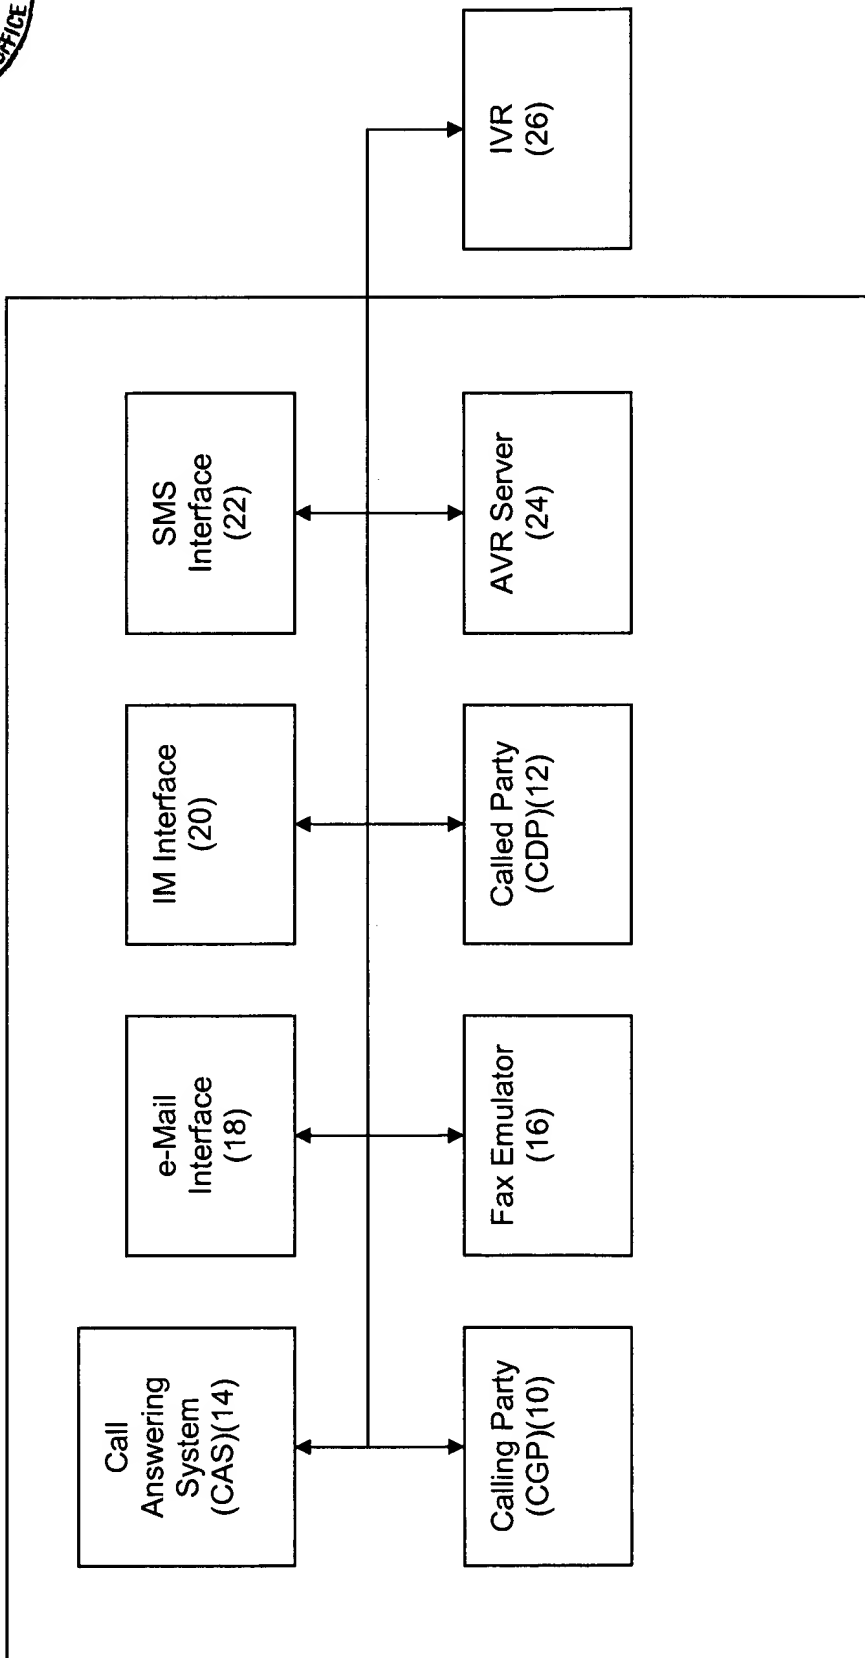 OFFICE
Call
Answering
System
(CAS)(14)
e-Mail
Interface
(18)
IM Interface
(20)
SMS
Interface
(22)
Calling Party
(CGP)(10)
Fax Emulator
(16)
Called Party
(CDP)(12)
AVR Server
(24)
IVR
(26)